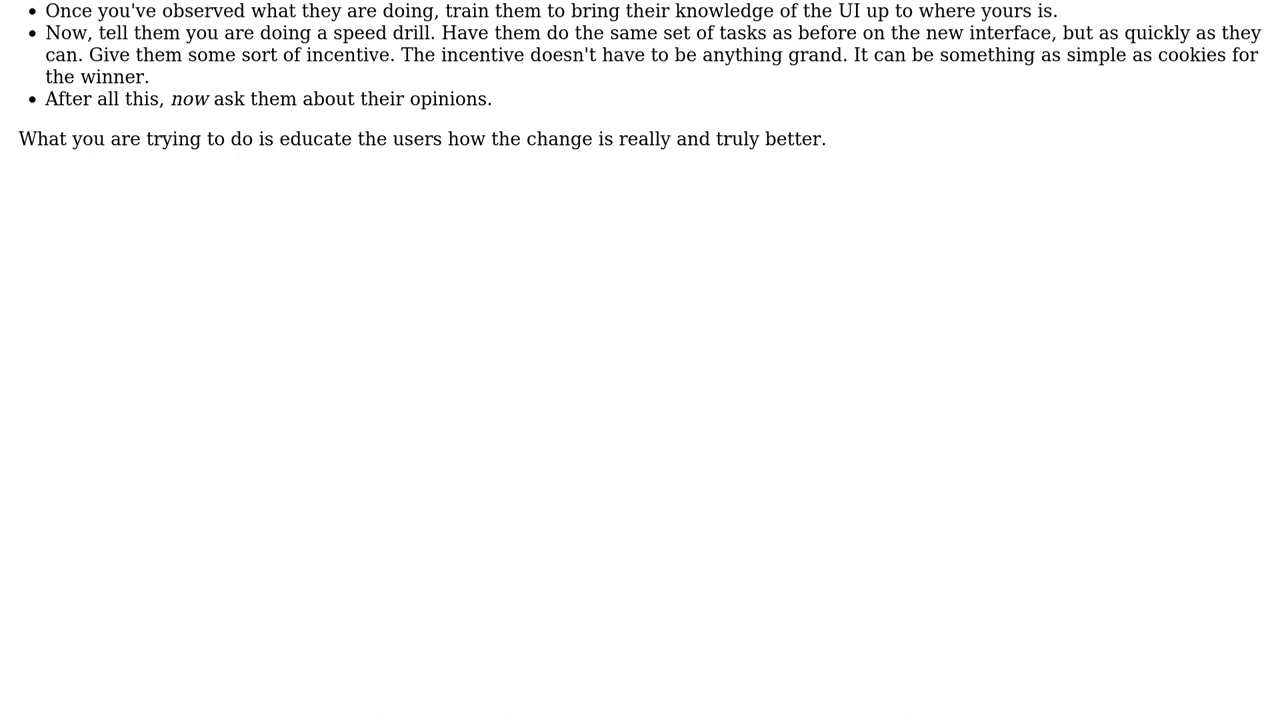 • Once you've observed what they are doing, train them to bring their knowledge of the UI up to where yours is.
• Now, tell them you are doing a speed drill. Have them do the same set of tasks as before on the new interface, but as quickly as they
can. Give them some sort of incentive. The incentive doesn't have to be anything grand. It can be something as simple as cookies for
the winner.
• After all this, now ask them about their opinions.
What you are trying to do is educate the users how the change is really and truly better.